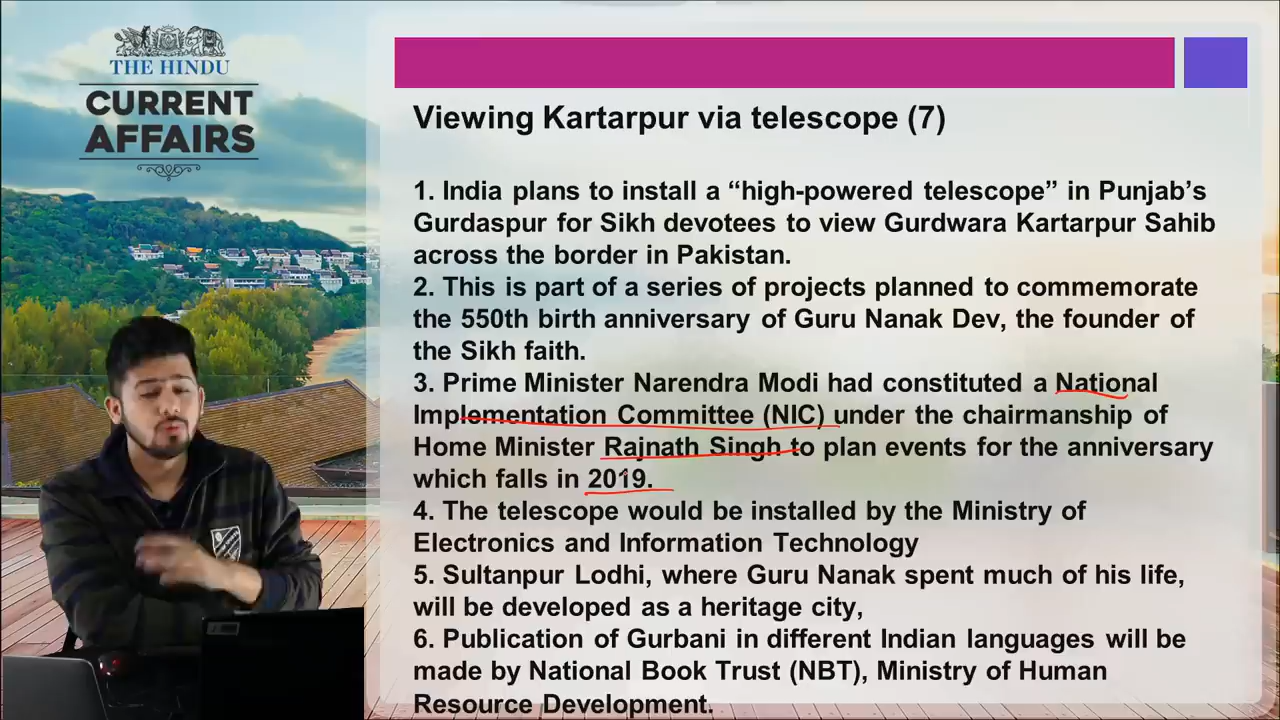 THE HINDU
CURRENT
AFFAIRS
Viewing Kartarpur via telescope (7)
1. India plans to install a “high-powered telescope” in Punjab’s
Gurdaspur for Sikh devotees to view Gurdwara Kartarpur Sahib
across the border in Pakistan.
2. This is part of a series of projects planned to commemorate
the 550th birth anniversary of Guru Nanak Dev, the founder of
the Sikh faith.
3. Prime Minister Narendra Modi had constituted a National
Implementation Committee (NIC) under the chairmanship of
Home Minister Rajnath Singh to plan events for the anniversary
which falls in 2019.
4. The telescope would be installed by the Ministry of
Electronics and Information Technology
5. Sultanpur Lodhi, where Guru Nanak spent much of his life,
will be developed as a heritage city,
6. Publication of Gurbani in different Indian languages will be
made by National Book Trust (NBT), Ministry of Human
Resource Development.